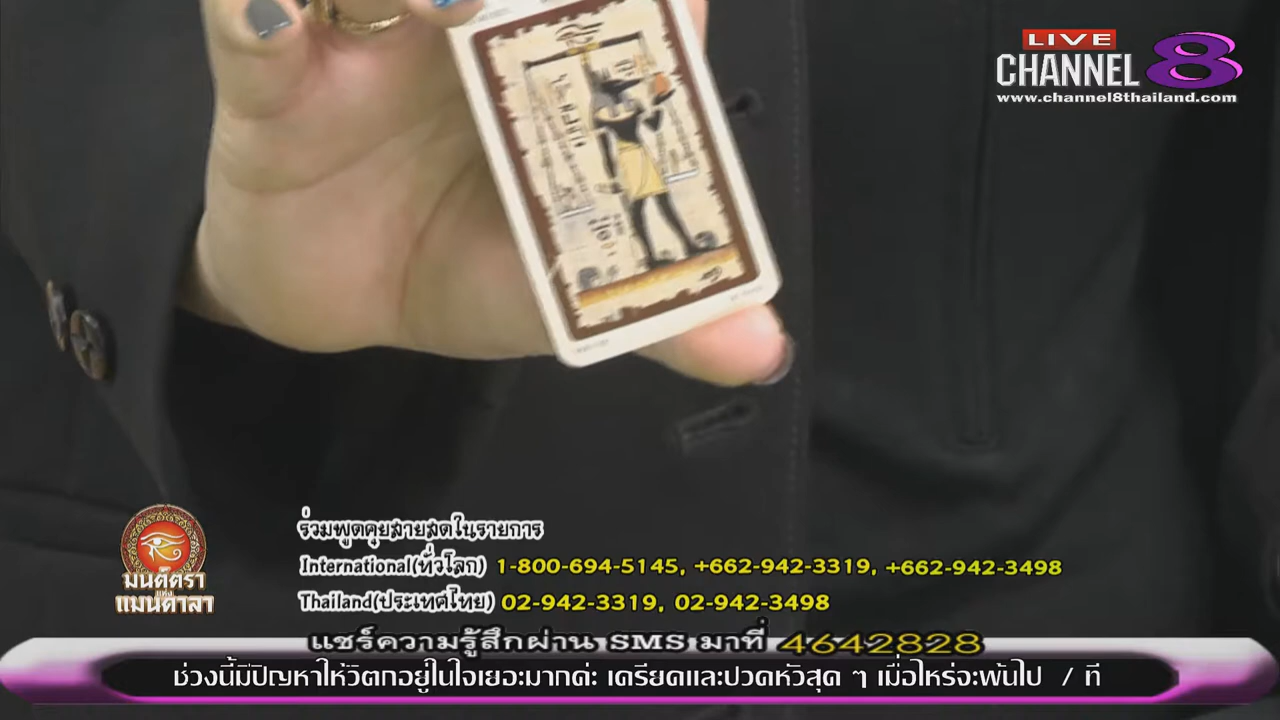 LIVE
CHANNEL 8
www.channel8thailand.com
ร่วมพูดคุยสายสดในรายการ
International(ทั่วโลก) 1-800-694-5145, +662-942-3319, +662-942-3498
Thailand(ประเทศไทย) 02-942-3319, 02-942-3498
มนต์ตรา
แห่ง
แมนดาลา
แชร์ความรู้สึกผ่าน SMS มาที่ 4642828
ช่วงนี้มีปัญหาให้วิตกอยู่ในใจเยอะมากค่ะ เครียดและปวดหัวสุด ๆ เมื่อไหร่จะพ้นไป / ที